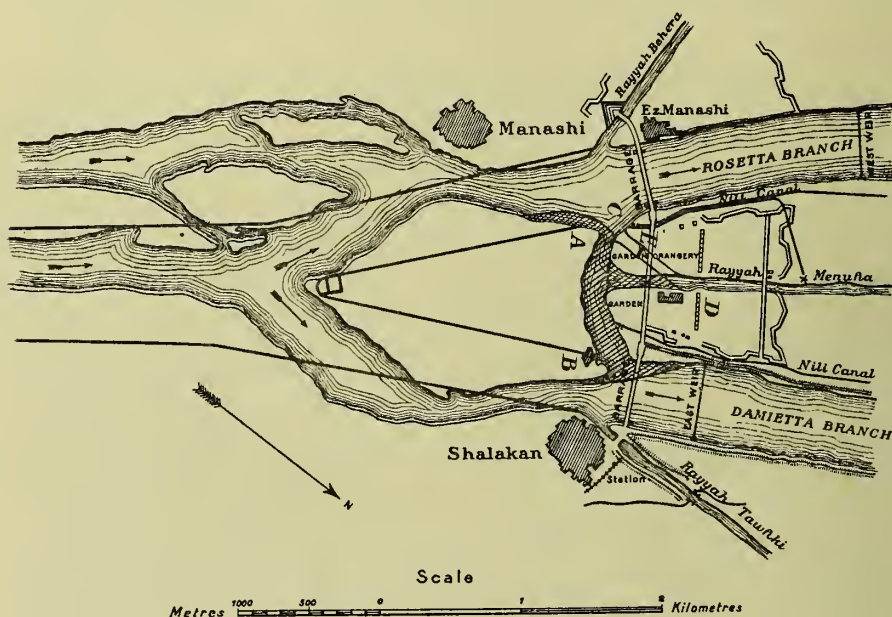 Rayyah Behera
Manashi
Ez Manashi
BARRAGE
ROSETTA BRANCH
WEST WEIR
Nili Canal
C
A
GARDEN
ORANGERY
Rayyah
Menufia
GARDEN
D
B
Nili Canal
BARRAGE
EAST WEIR
DAMIETTA BRANCH
Shalakan
Station
Rayyah
Tawfiki
N
Scale
Metres 1000 500 0 1 2 Kilometres